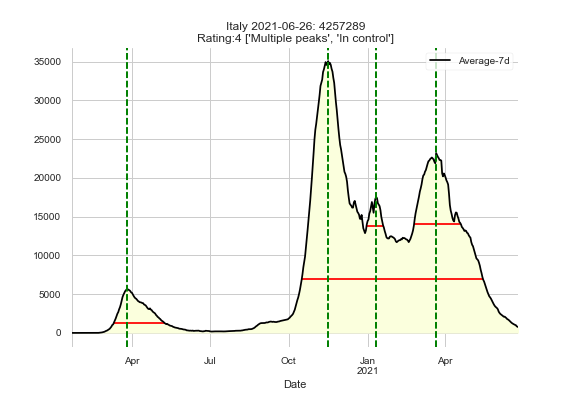 Italy 2021-06-26: 4257289
Rating:4 ['Multiple peaks', 'In control']
Average-7d
35000
30000
25000
20000
15000
10000
5000
0
Apr Jul Oct Jan Apr
2021
Date